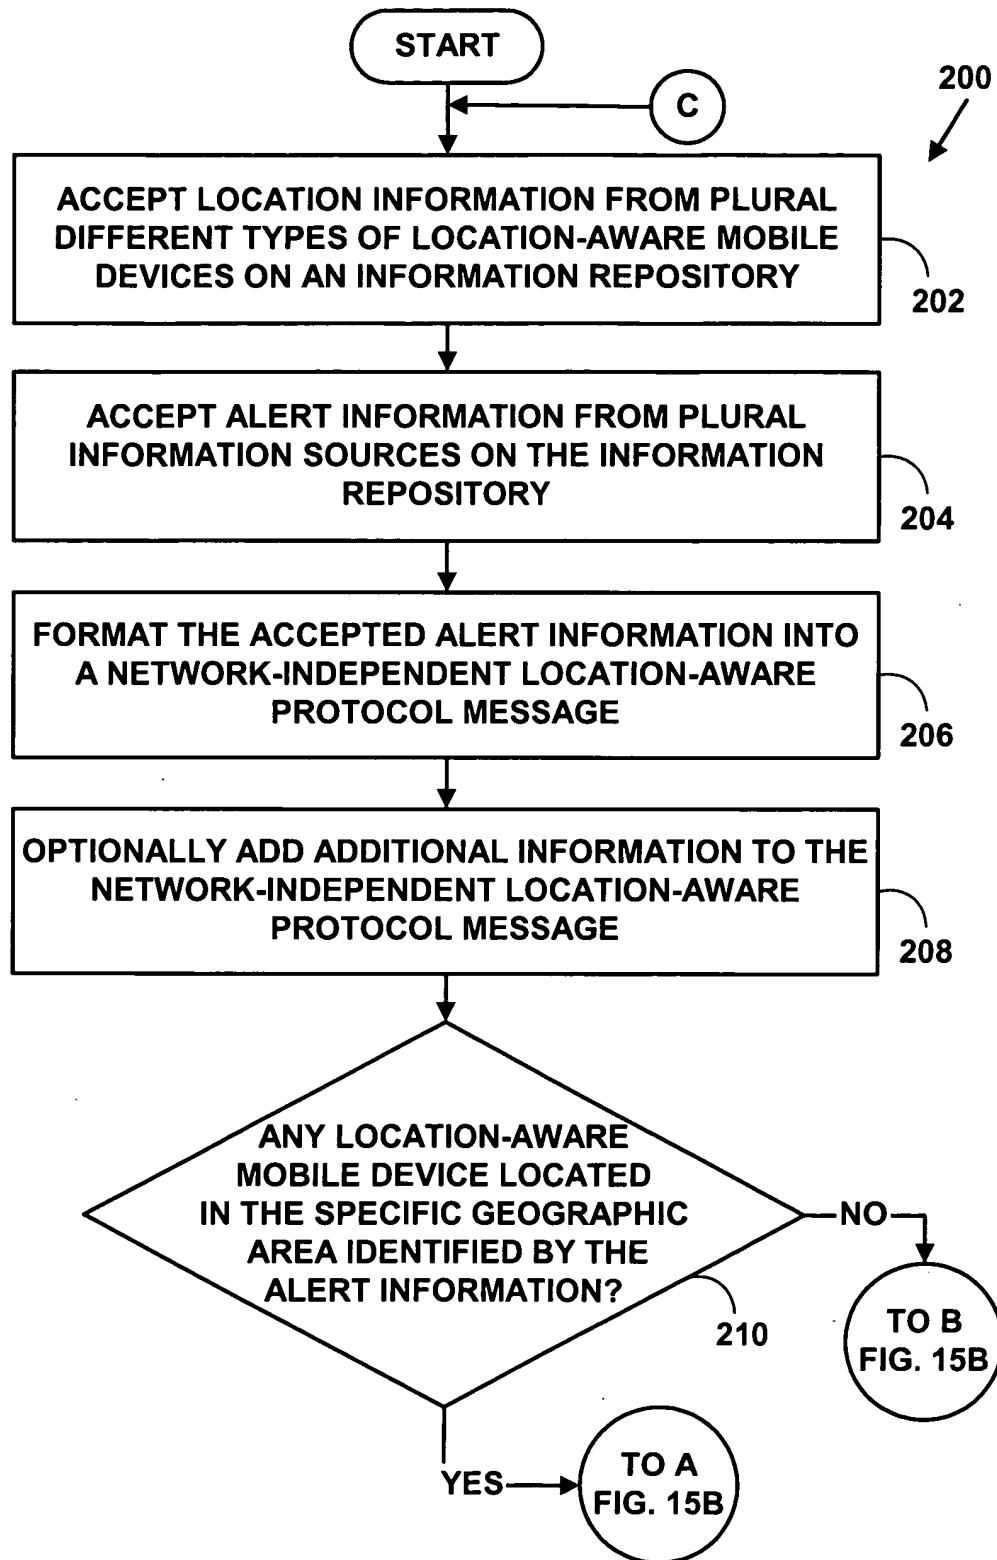 START
C
200
ACCEPT LOCATION INFORMATION FROM PLURAL
DIFFERENT TYPES OF LOCATION-AWARE MOBILE
DEVICES ON AN INFORMATION REPOSITORY
202
ACCEPT ALERT INFORMATION FROM PLURAL
INFORMATION SOURCES ON THE INFORMATION
REPOSITORY
204
FORMAT THE ACCEPTED ALERT INFORMATION INTO
A NETWORK-INDEPENDENT LOCATION-AWARE
PROTOCOL MESSAGE
206
OPTIONALLY ADD ADDITIONAL INFORMATION TO THE
NETWORK-INDEPENDENT LOCATION-AWARE
PROTOCOL MESSAGE
208
ANY LOCATION-AWARE
MOBILE DEVICE LOCATED
IN THE SPECIFIC GEOGRAPHIC
AREA IDENTIFIED BY THE
ALERT INFORMATION?
210
NO
TO B
FIG. 15B
YES
TO A
FIG. 15B